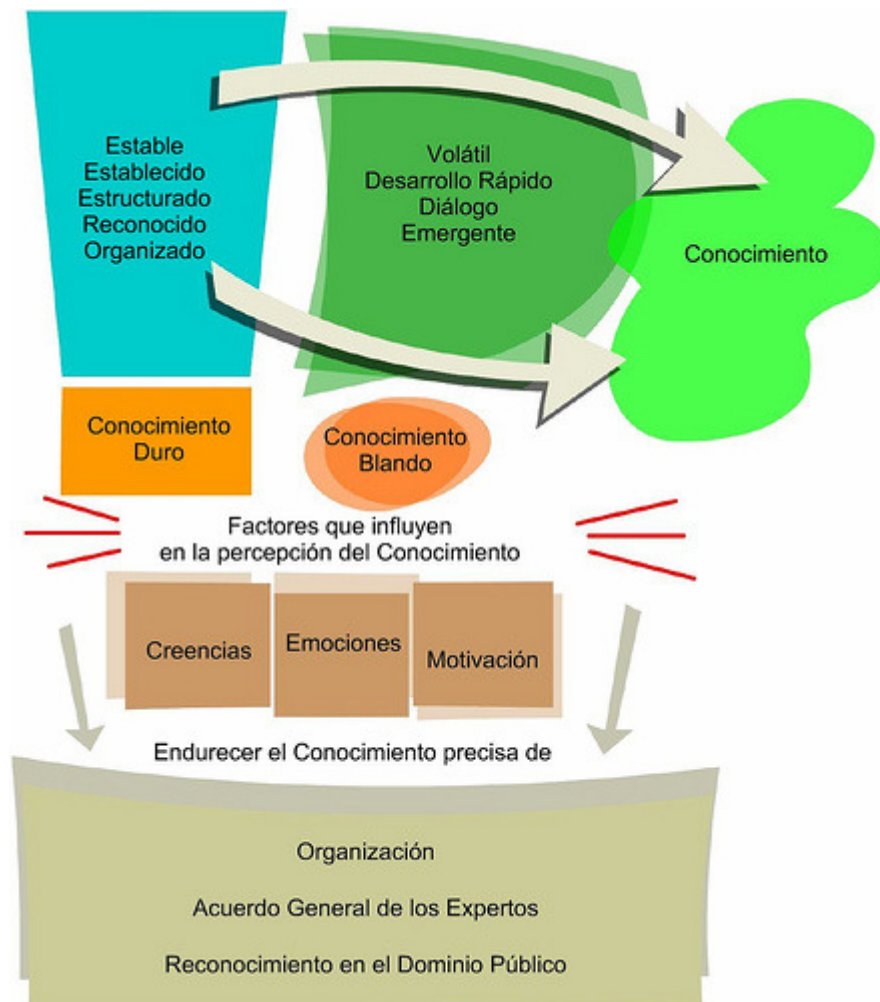 Estable
Establecido
Estructurado
Reconocido
Organizado
Volátil
Desarrollo Rápido
Diálogo
Emergente
Conocimiento
Conocimiento
Duro
Conocimiento
Blando
Factores que influyen
en la percepción del Conocimiento
Creencias
Emociones
Motivación
Endurecer el Conocimiento precisa de
Organización
Acuerdo General de los Expertos
Reconocimiento en el Dominio Público